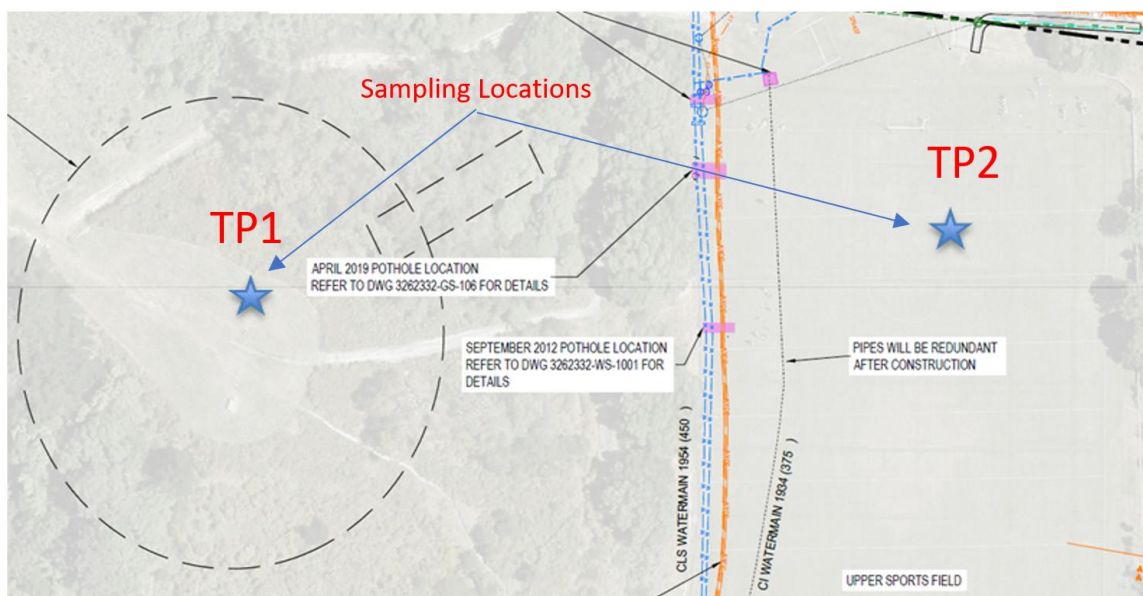 Sampling Locations
TP2
TP1
APRIL 2019 POTHOLE LOCATION
REFER TO DWG 3262332-GS-106 FOR DETAILS
SEPTEMBER 2012 POTHOLE LOCATION
REFER TO DWG 3262332-WS-1001 FOR
DETAILS
PIPES WILL BE REDUNDANT
AFTER CONSTRUCTION
CLS WATERMAIN 1954 (450 )
CI WATERMAIN 1934 (375 )
UPPER SPORTS FIELD